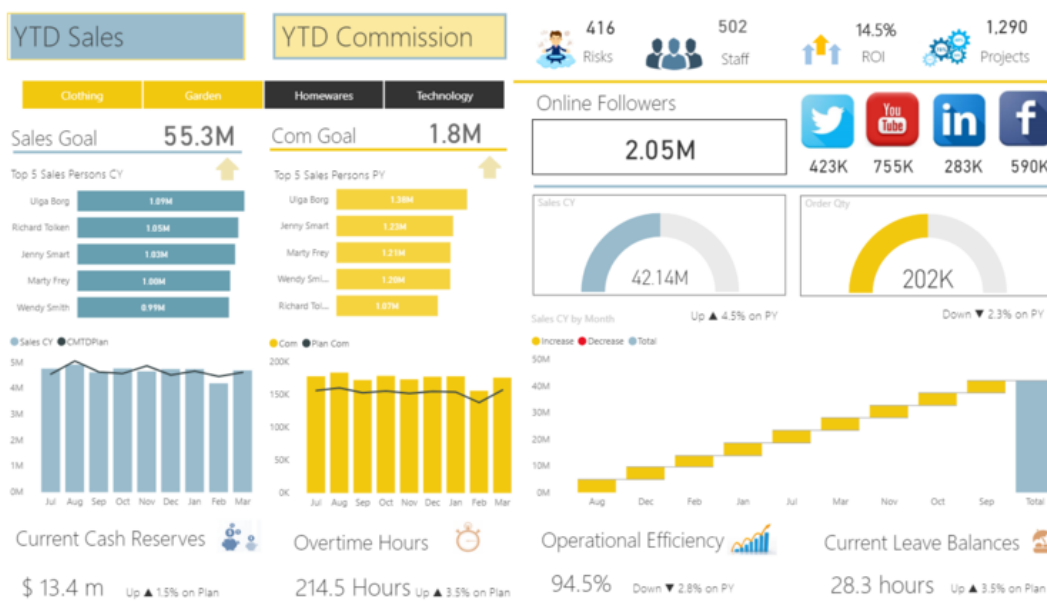 YTD Sales
YTD Commission
Clothing
Garden
Homewares
Technology
Sales Goal
55.3M
Com Goal
1.8M
Top 5 Sales Persons CY
Ulga Borg
1.09M
Richard Tolken
1.05M
Jenny Smart
1.03M
Marty Frey
1.00M
Wendy Smith
0.99M
Top 5 Sales Persons PY
Ulga Borg
1.38M
Jenny Smart
1.23M
Marty Frey
1.21M
Wendy Smi...
1.20M
Richard Tol...
1.07M
Sales CY
CMTDPlan
5M
4M
3M
2M
1M
0M
Jul Aug Sep Oct Nov Dec Jan Feb Mar
Com
Plan Com
200K
150K
100K
50K
0K
Jul Aug Sep Oct Nov Dec Jan Feb Mar
Current Cash Reserves
$ 13.4 m
Up ▲ 1.5% on Plan
Overtime Hours
214.5 Hours
Up ▲ 3.5% on Plan
416
Risks
502
Staff
14.5%
ROI
1,290
Projects
Online Followers
2.05M
You
Tube
in
f
423K
755K
283K
590K
Sales CY
42.14M
Up ▲ 4.5% on PY
Order Qty
202K
Down ▼ 2.3% on PY
Sales CY by Month
Increase
Decrease
Total
50M
40M
30M
20M
10M
0M
Aug Dec Feb Jan Jul Mar Nov Oct Sep Total
Operational Efficiency
94.5%
Down ▼ 2.8% on PY
Current Leave Balances
28.3 hours
Up ▲ 3.5% on Plan